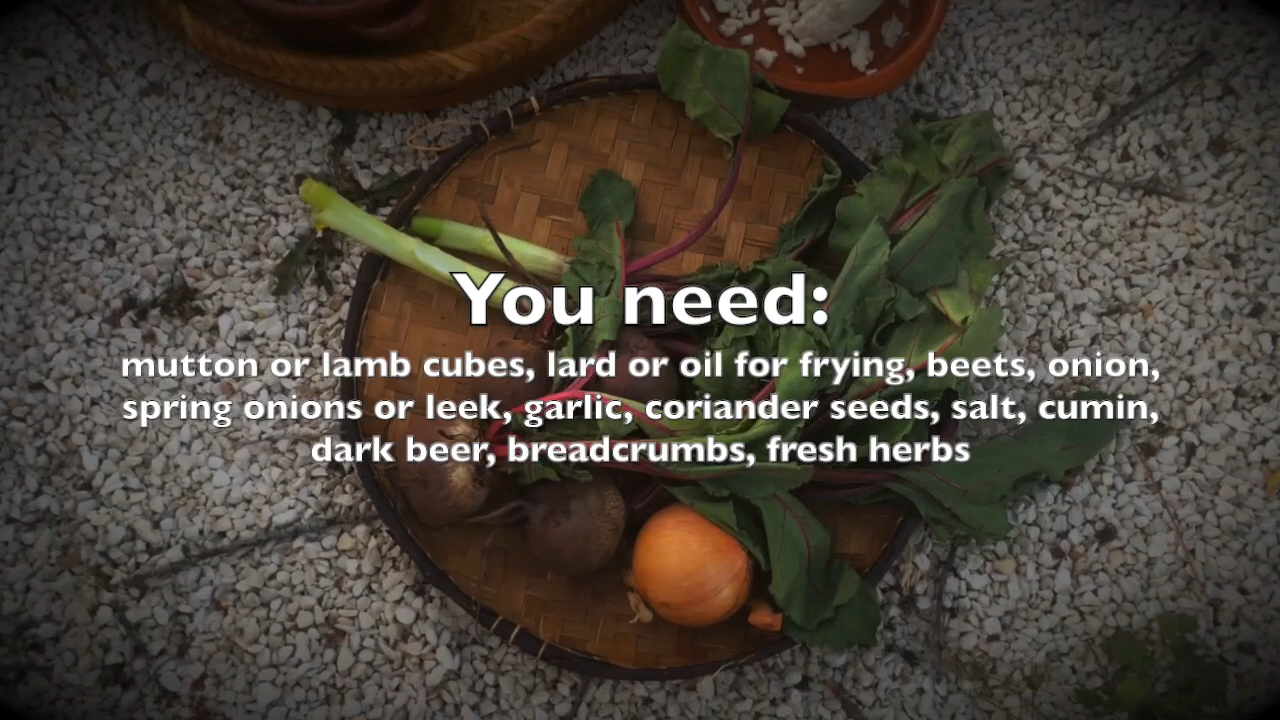 You need:
mutton or lamb cubes, lard or oil for frying, beets, onion,
spring onions or leek, garlic, coriander seeds, salt, cumin,
dark beer, breadcrumbs, fresh herbs